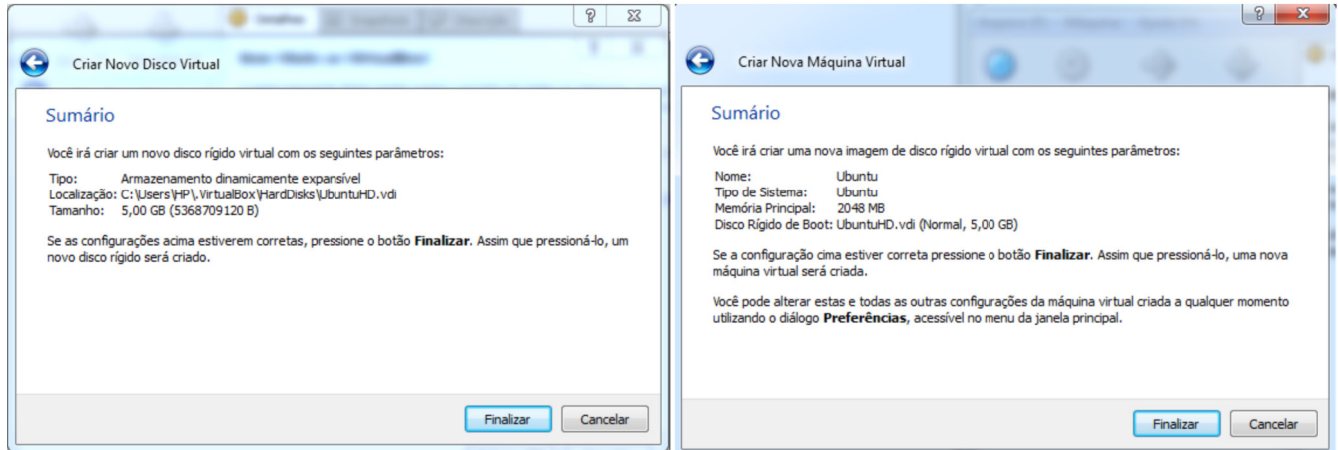 Criar Novo Disco Virtual
Sumário
Você irá criar um novo disco rígido virtual com os seguintes parâmetros:
Tipo: Armazenamento dinamicamente expansível
Localização: C:\Users\HP\.VirtualBox\HardDisks\UbuntuHD.vdi
Tamanho: 5,00 GB (5368709120 B)
Se as configurações acima estiverem corretas, pressione o botão Finalizar. Assim que pressioná-lo, um
novo disco rígido será criado.
Finalizar Cancelar
Criar Nova Máquina Virtual
Sumário
Você irá criar uma nova imagem de disco rígido virtual com os seguintes parâmetros:
Nome: Ubuntu
Tipo de Sistema: Ubuntu
Memória Principal: 2048 MB
Disco Rígido de Boot: UbuntuHD.vdi (Normal, 5,00 GB)
Se a configuração cima estiver correta pressione o botão Finalizar. Assim que pressioná-lo, uma nova
máquina virtual será criada.
Você pode alterar estas e todas as outras configurações da máquina virtual criada a qualquer momento
utilizando o diálogo Preferências, acessível no menu da janela principal.
Finalizar Cancelar